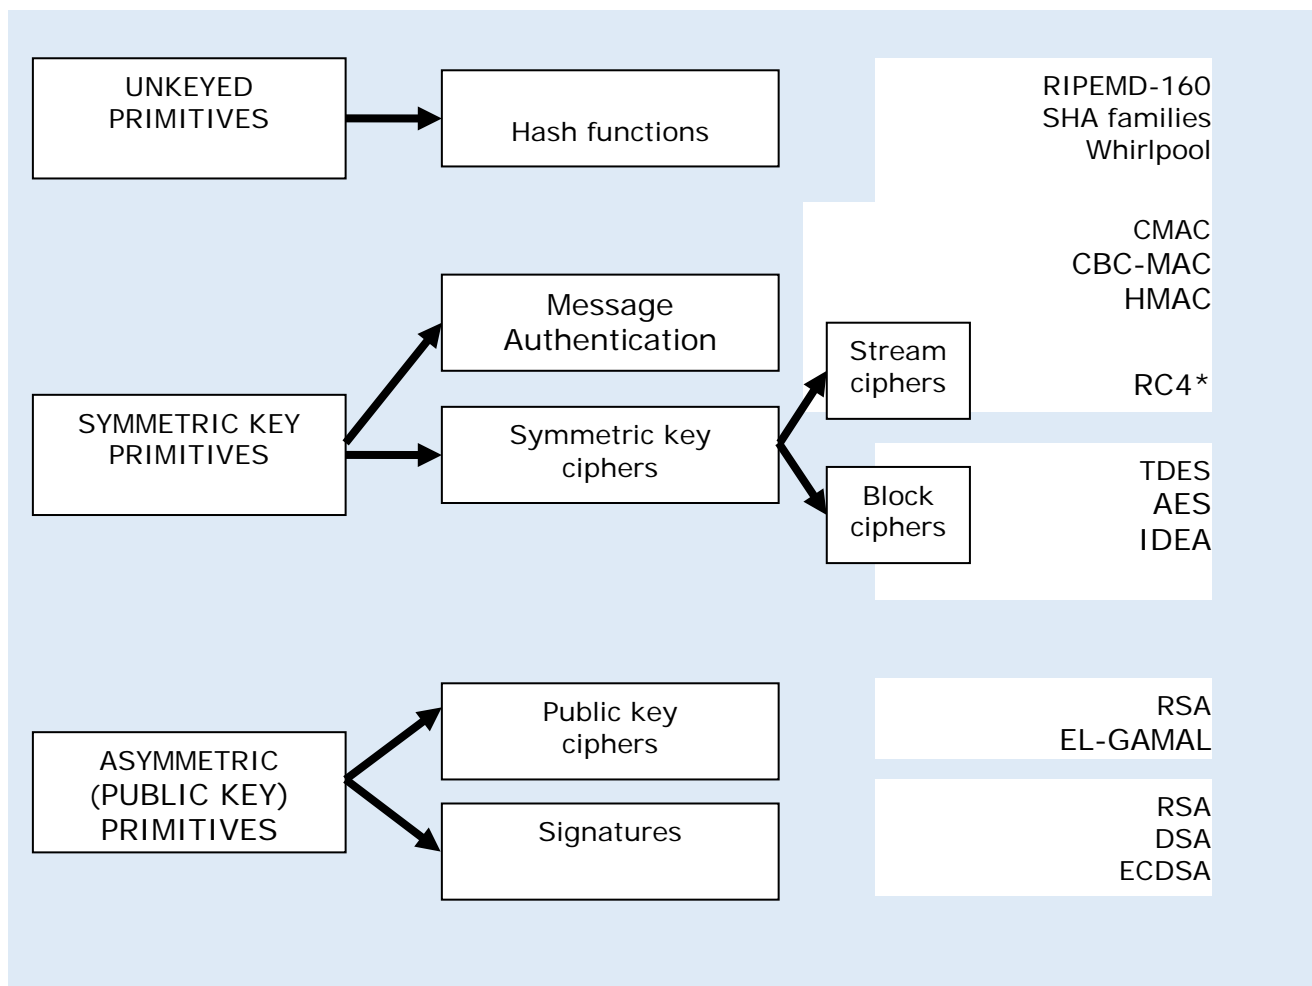 UNKEYED
PRIMITIVES
Hash functions
RIPEMD-160
SHA families
Whirlpool
SYMMETRIC KEY
PRIMITIVES
Message
Authentication
CMAC
CBC-MAC
HMAC
Symmetric key
ciphers
Stream
ciphers
RC4*
Block
ciphers
TDES
AES
IDEA
ASYMMETRIC
(PUBLIC KEY)
PRIMITIVES
Public key
ciphers
RSA
EL-GAMAL
Signatures
RSA
DSA
ECDSA